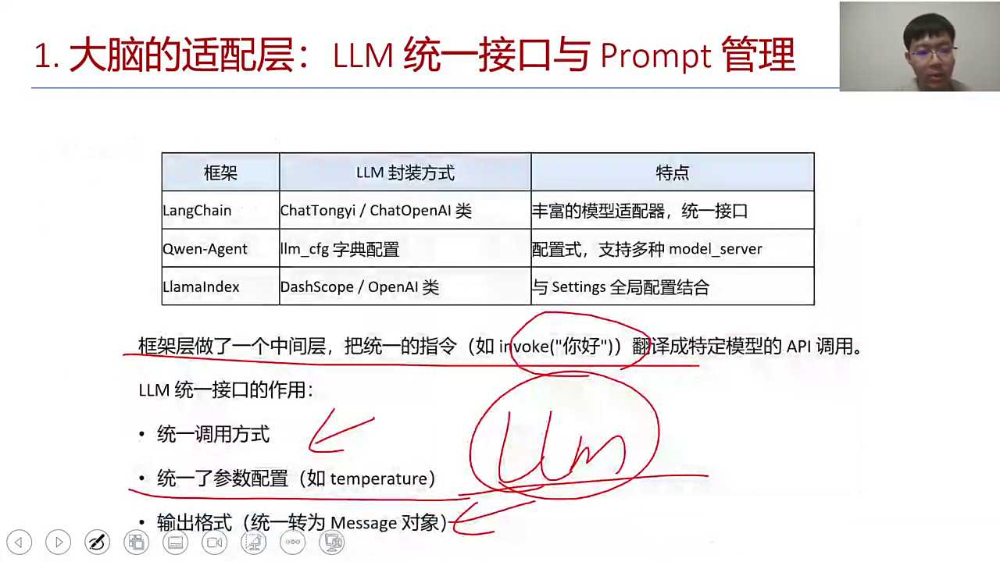 1. 大脑的适配层：LLM 统一接口与 Prompt 管理
框架 LLM 封装方式 特点
LangChain ChatTongyi / ChatOpenAI 类 丰富的模型适配器，统一接口
Qwen-Agent llm_cfg 字典配置 配置式，支持多种 model_server
LlamaIndex DashScope / OpenAI 类 与 Settings 全局配置结合
框架层做了一个中间层，把统一的指令（如 invoke("你好")）翻译成特定模型的 API 调用。
LLM 统一接口的作用：
• 统一调用方式
• 统一了参数配置（如 temperature）
Llm
• 输出格式（统一转为 Message 对象）